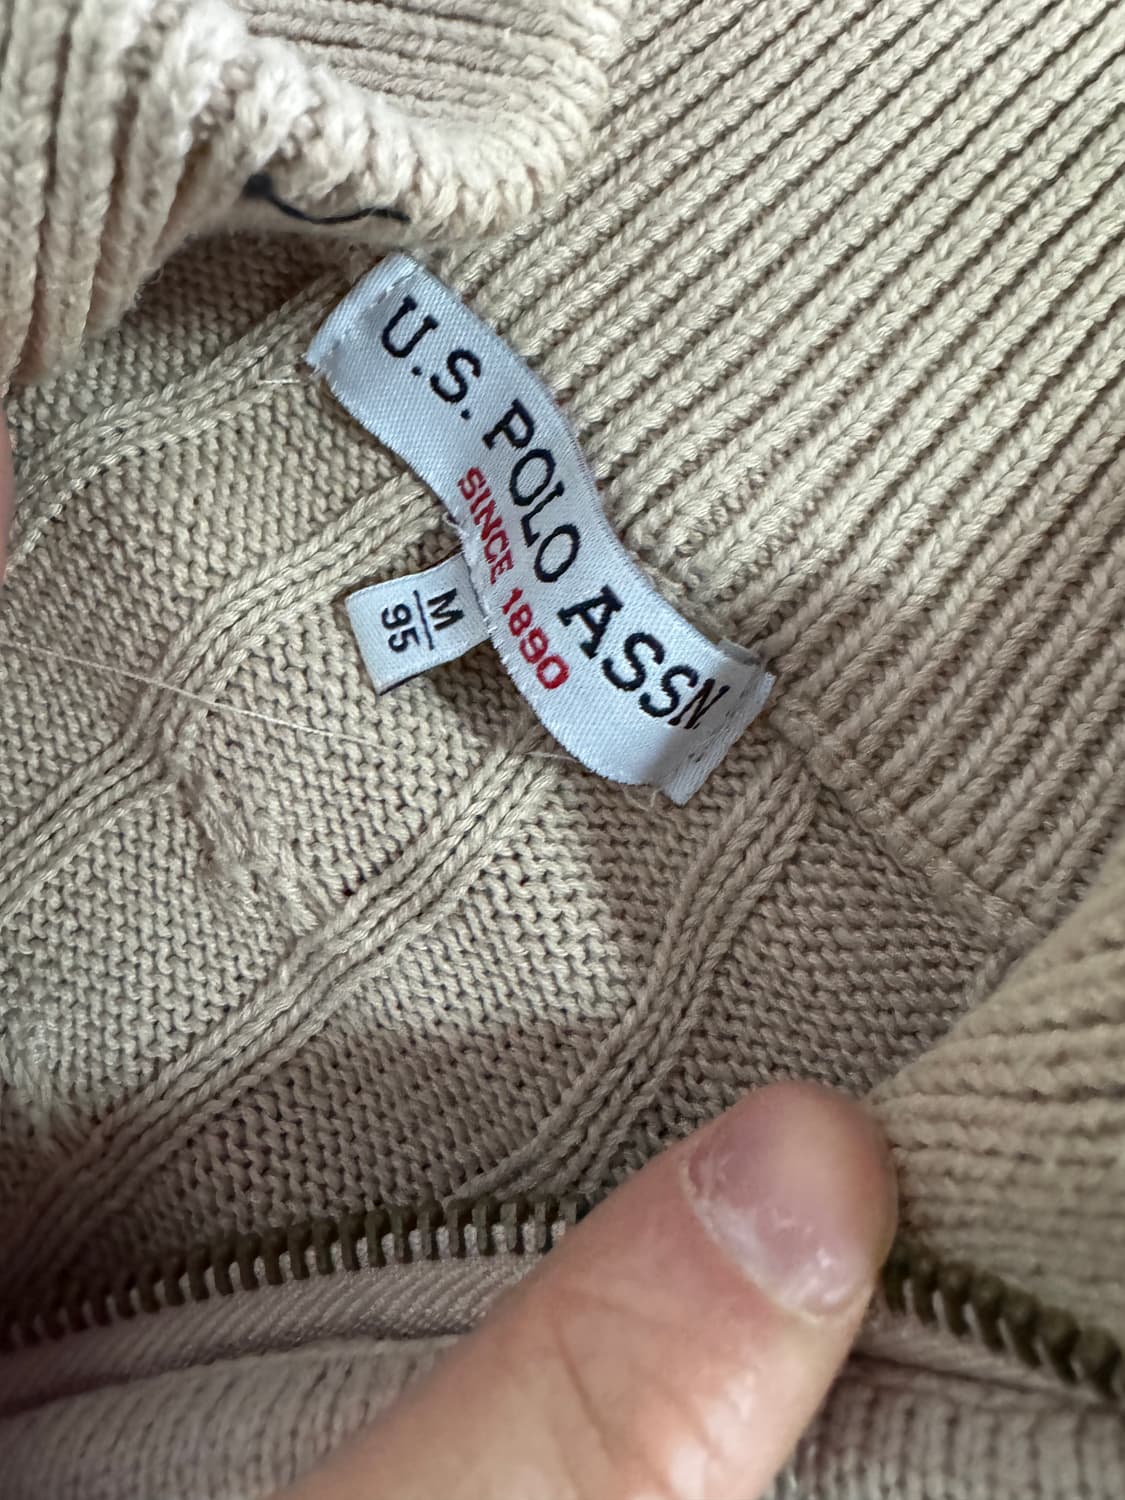 U.S. POLO ASSN.
SINCE 1890
M
95